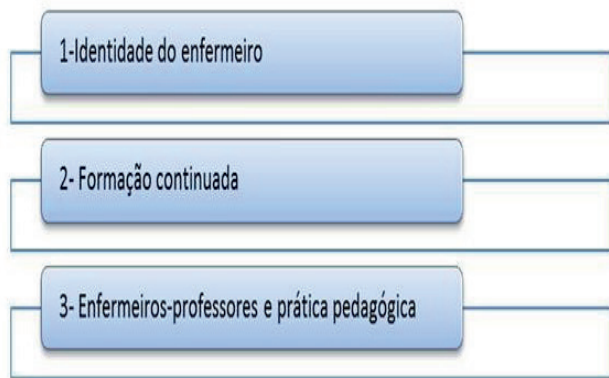 1-Identidade do enfermeiro
2- Formação continuada
3- Enfermeiros-professores e prática pedagógica